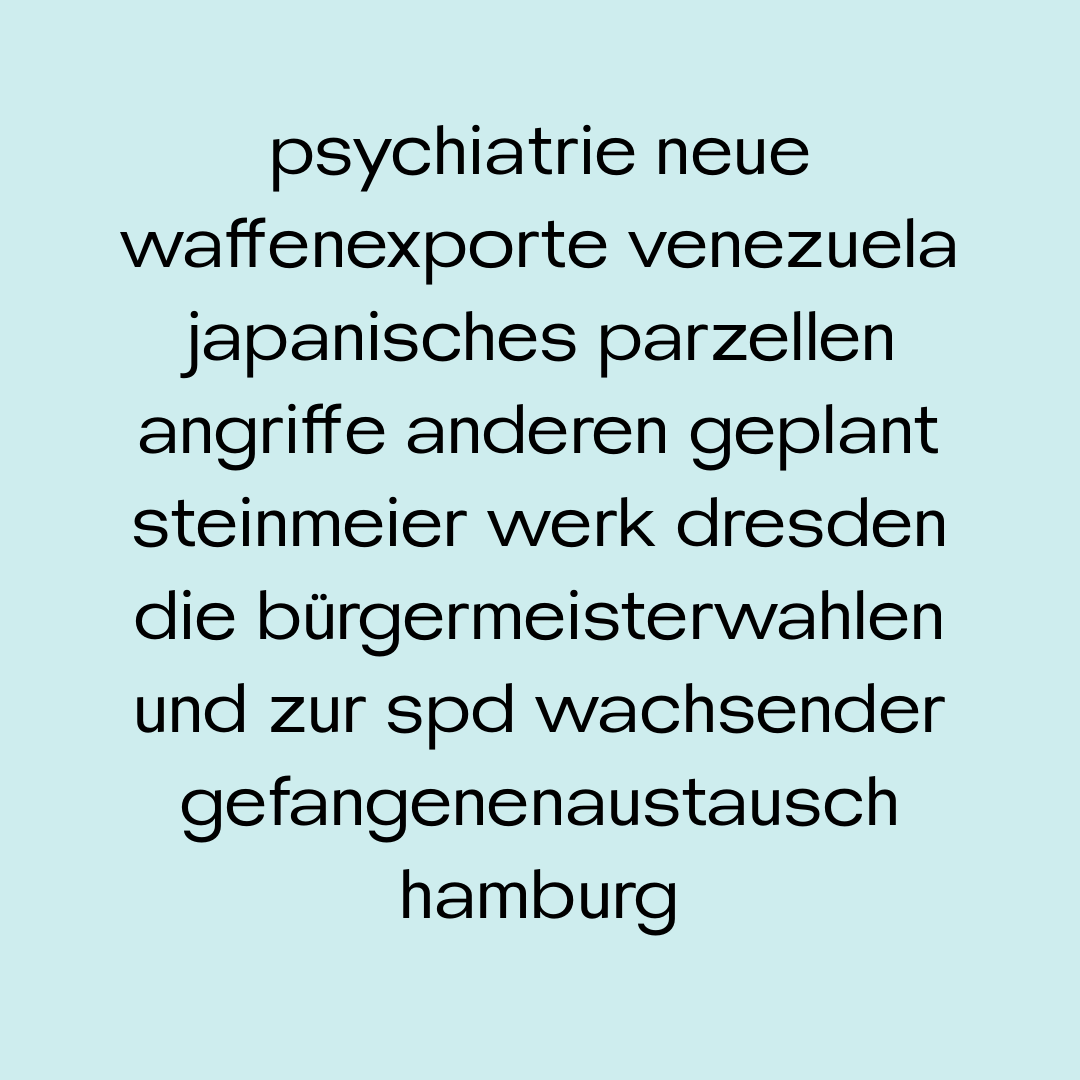 psychiatrie neue
waffenexporte venezuela
japanisches parzellen
angriffe anderen geplant
steinmeier werk dresden
die bürgermeisterwahlen
und zur spd wachsender
gefangenenaustausch
hamburg